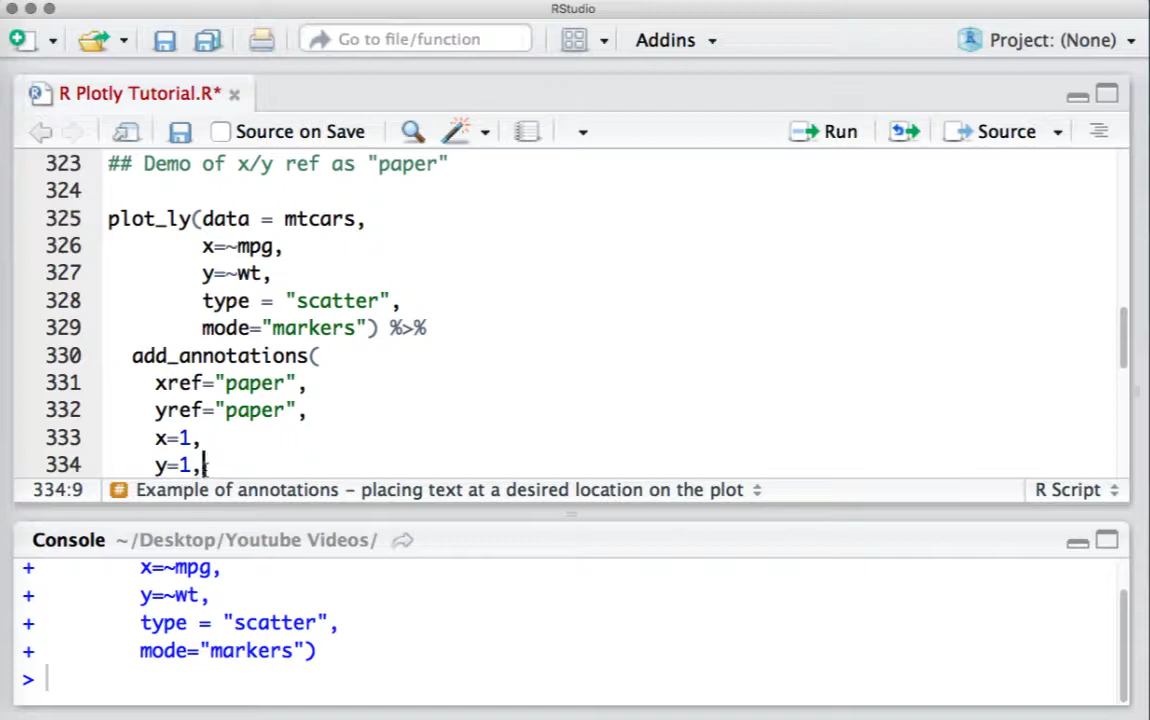 RStudio
Go to file/function
Addins
Project: (None)
R Plotly Tutorial.R*
Source on Save
Run
Source
323 ## Demo of x/y ref as "paper"
324
325 plot_ly(data = mtcars,
326 x=~mpg,
327 y=~wt,
328 type = "scatter",
329 mode="markers") %>%
330 add_annotations(
331 xref="paper",
332 yref="paper",
333 x=1,
334 y=1,
334:9 # Example of annotations – placing text at a desired location on the plot R Script
Console ~/Desktop/Youtube Videos/
+ x=~mpg,
+ y=~wt,
+ type = "scatter",
+ mode="markers")
>